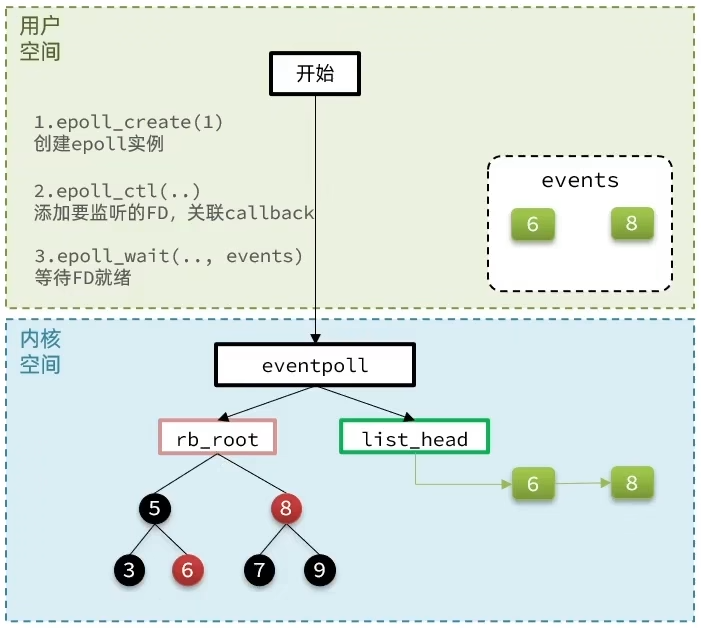 用户
空间
开始
1.epoll_create(1)
创建epoll实例
2.epoll_ctl(..)
添加要监听的FD，关联callback
3.epoll_wait(..，events)
等待FD就绪
events
6 8
内核
空间
eventpoll
rb_root
list_head
6 8
5 8
3 6 7 9